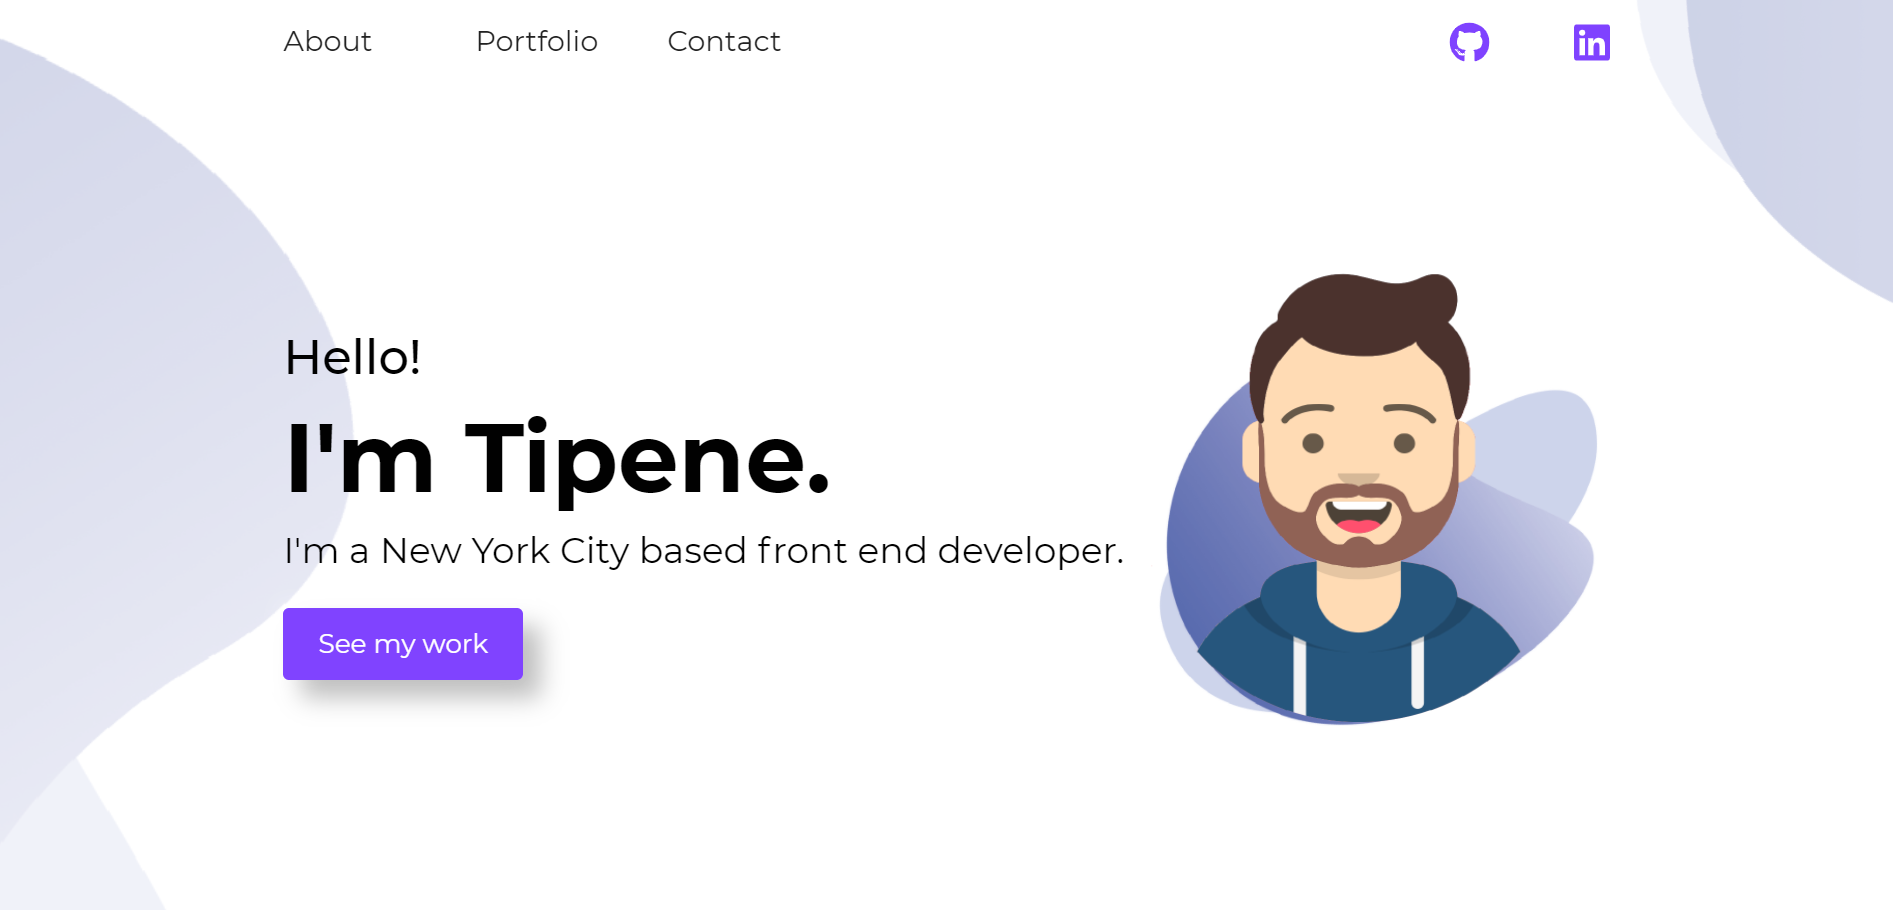 About Portfolio Contact
in
Hello!
I'm Tipene.
I'm a New York City based front end developer.
See my work